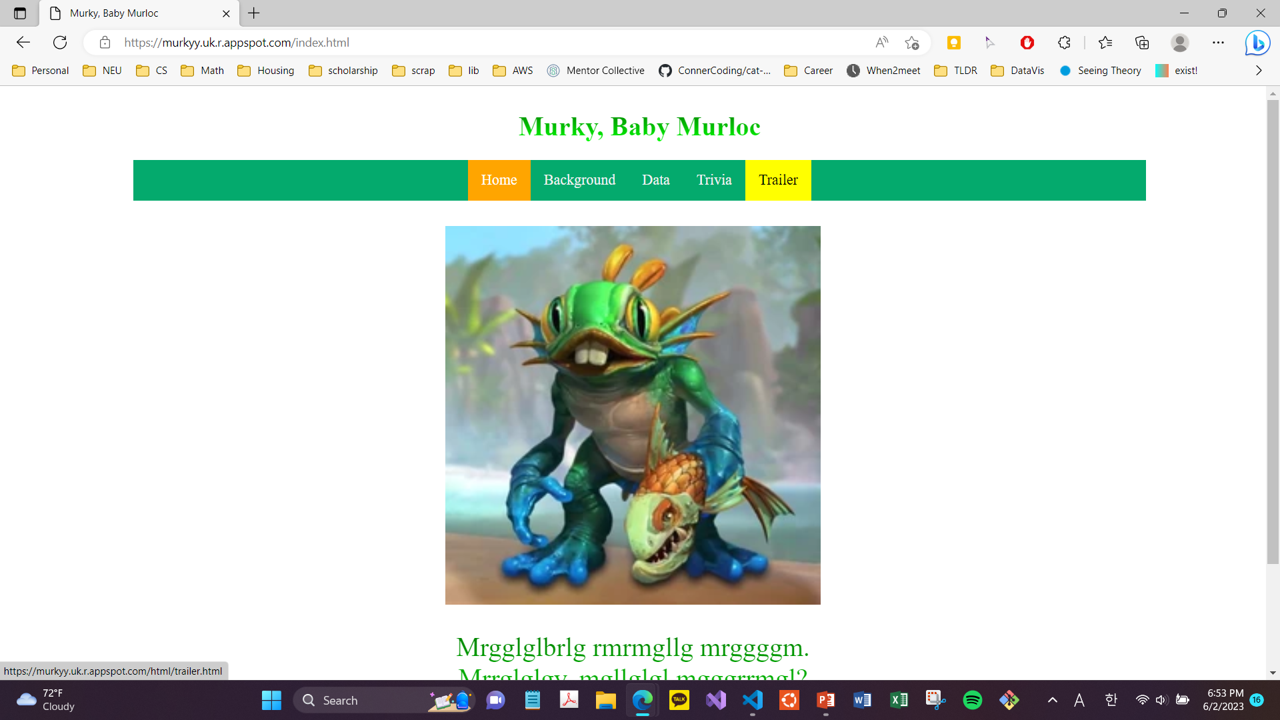 Murky, Baby Murloc
https://murkyy.uk.r.appspot.com/index.html
Personal NEU CS Math Housing scholarship scrap lib AWS Mentor Collective ConnerCoding/cat-... Career When2meet TLDR DataVis Seeing Theory exist!
Murky, Baby Murloc
Home Background Data Trivia Trailer
Mrgglglbrlg rmrmgllg mrggggm.
https://murkyy.uk.r.appspot.com/html/trailer.html
72°F
Cloudy
Search
TALK
A 한
6:53 PM
6/2/2023
16